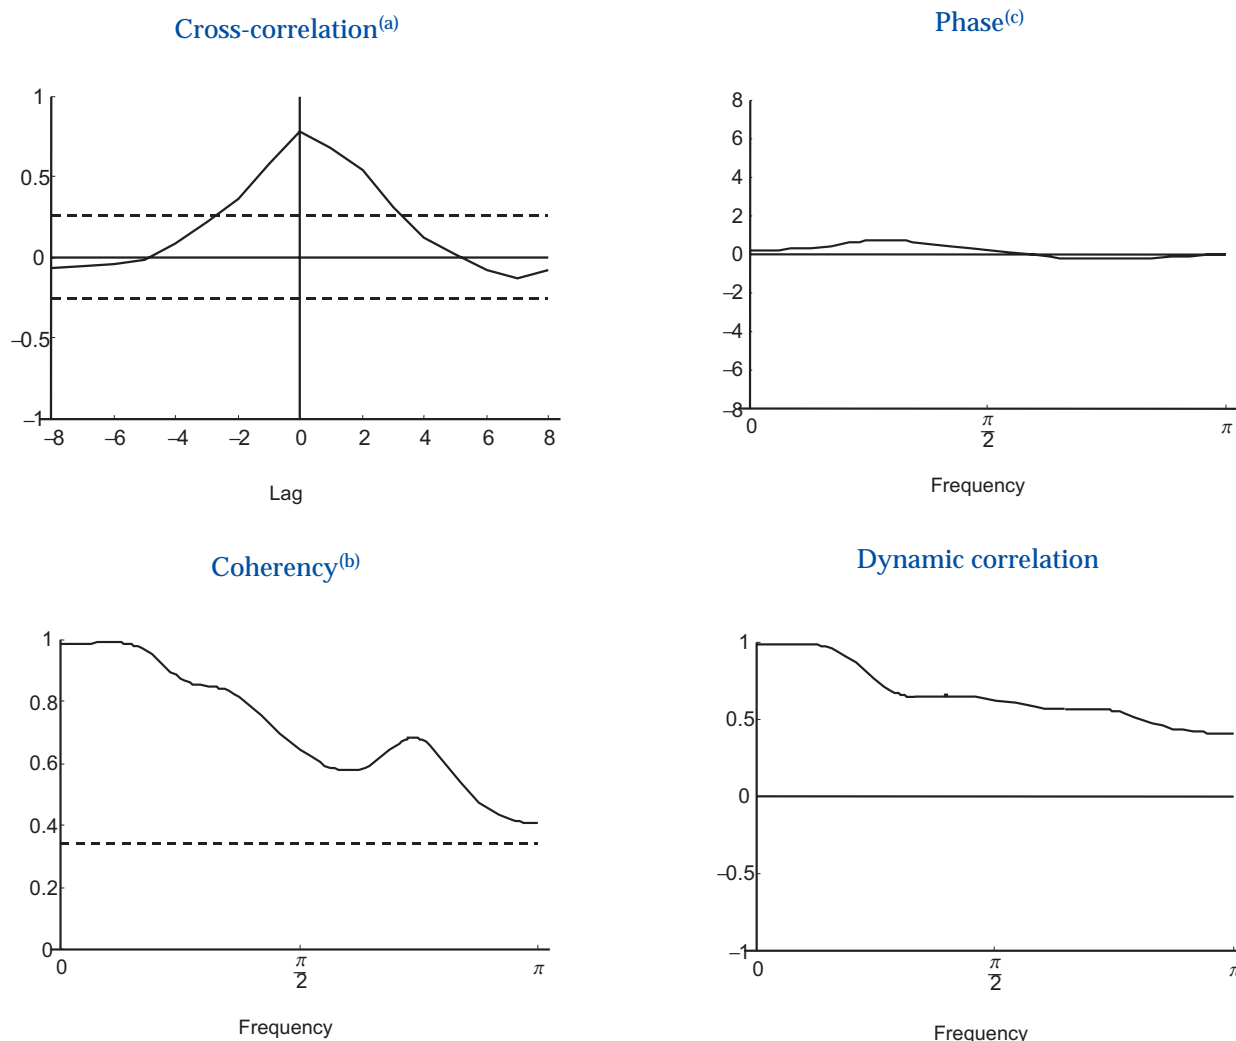 Cross-correlation(a)
1
0.5
0
–0.5
–1
–8 –6 –4 –2 0 2 4 6 8
Lag
Phase(c)
8
6
4
2
0
–2
–4
–6
–8
0 π/2 π
Frequency
Coherency(b)
1
0.8
0.6
0.4
0.2
0
0 π/2 π
Frequency
Dynamic correlation
1
0.5
0
–0.5
–1
0 π/2 π
Frequency